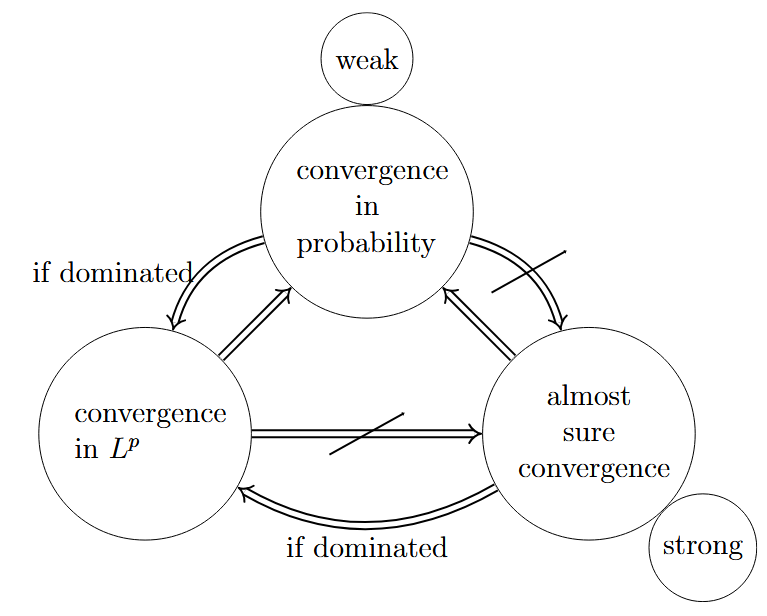 weak
convergence
in
probability
if dominated
convergence
in $L^p$
almost
sure
convergence
if dominated
strong